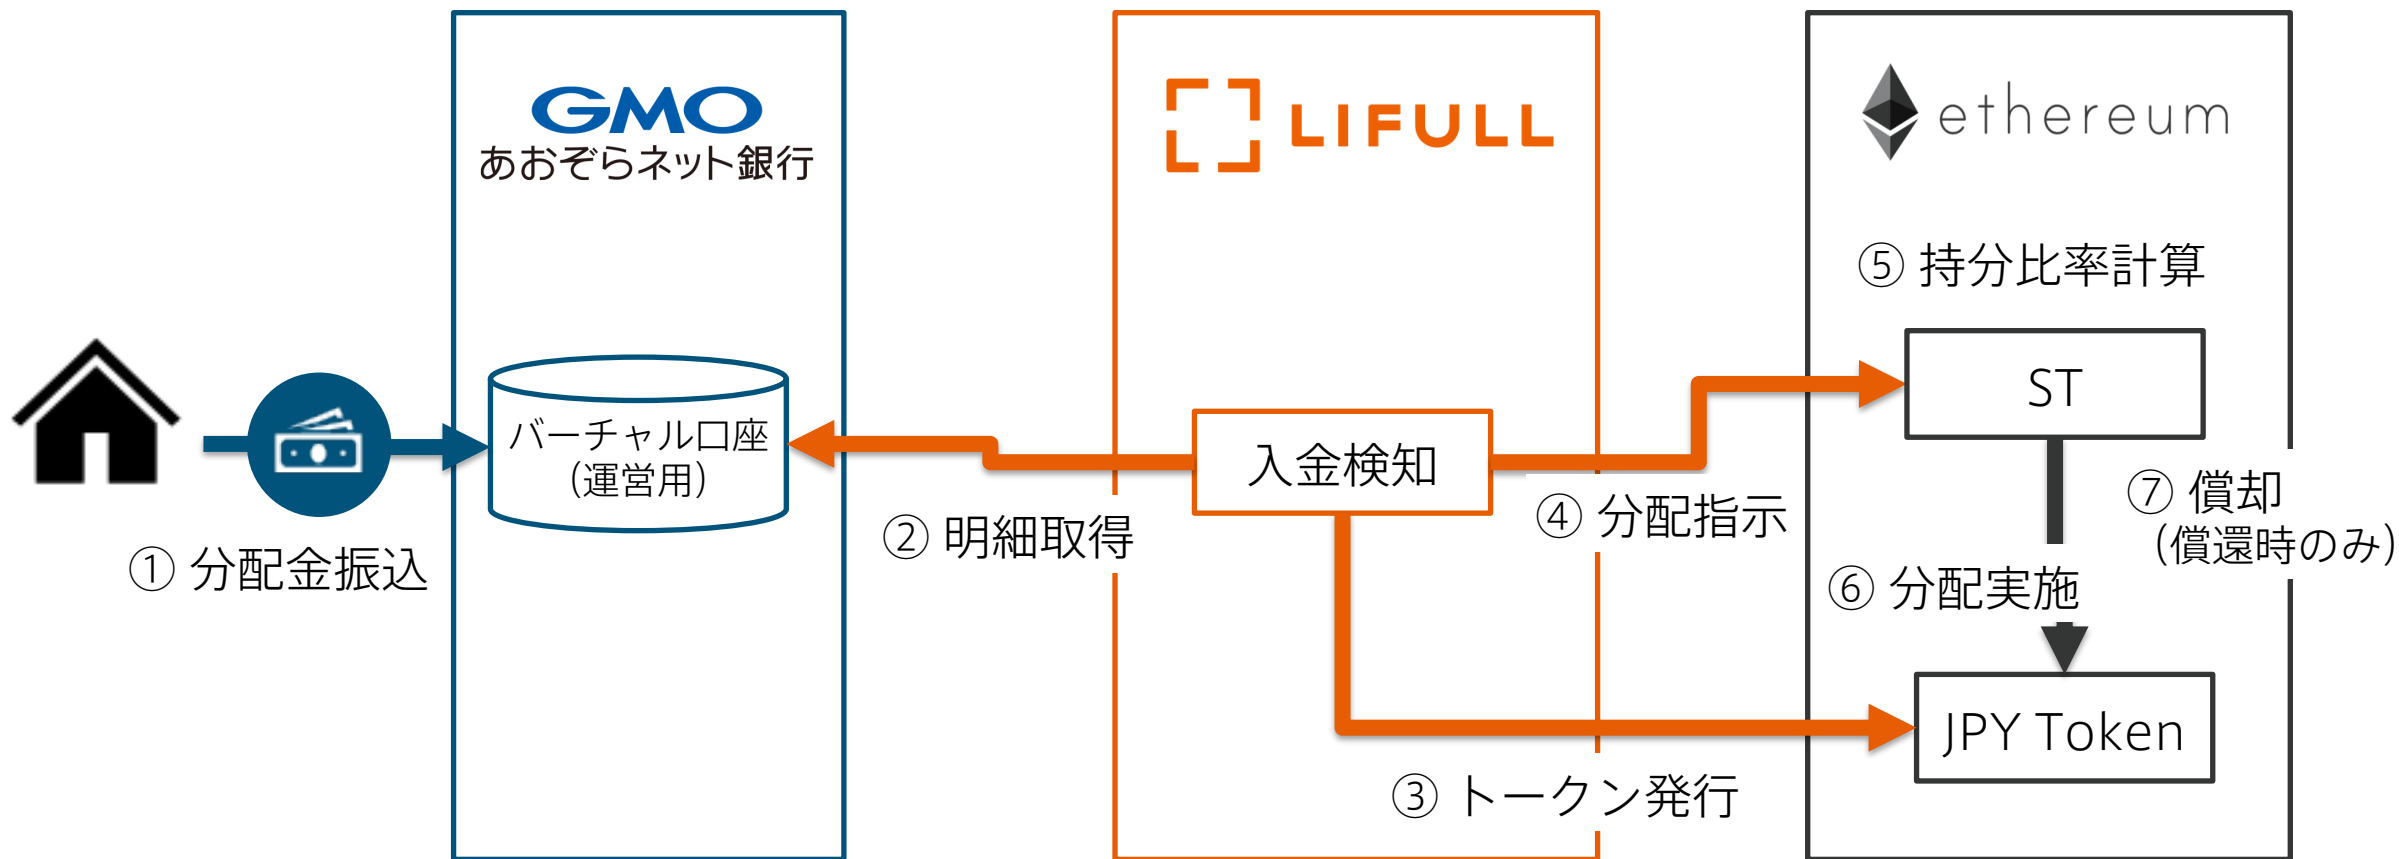 GMO
あおぞらネット銀行
LIFULL
ethereum
① 分配金振込
バーチャル口座
(運営用)
② 明細取得
入金検知
③ トークン発行
④ 分配指示
⑤ 持分比率計算
ST
⑥ 分配実施
⑦ 償却
(償還時のみ)
JPY Token